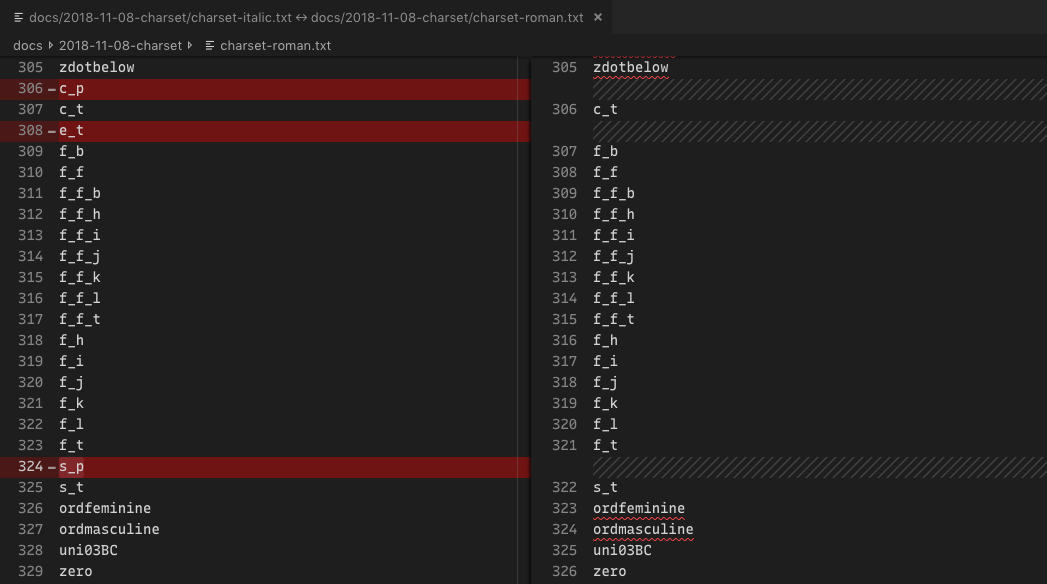 docs/2018-11-08-charset/charset-italic.txt ↔ docs/2018-11-08-charset/charset-roman.txt ×
docs ▸ 2018-11-08-charset ▸ charset-roman.txt
305 zdotbelow
306 – c_p
307 c_t
308 – e_t
309 f_b
310 f_f
311 f_f_b
312 f_f_h
313 f_f_i
314 f_f_j
315 f_f_k
316 f_f_l
317 f_f_t
318 f_h
319 f_i
320 f_j
321 f_k
322 f_l
323 f_t
324 – s_p
325 s_t
326 ordfeminine
327 ordmasculine
328 uni03BC
329 zero
305 zdotbelow
306 c_t
307 f_b
308 f_f
309 f_f_b
310 f_f_h
311 f_f_i
312 f_f_j
313 f_f_k
314 f_f_l
315 f_f_t
316 f_h
317 f_i
318 f_j
319 f_k
320 f_l
321 f_t
322 s_t
323 ordfeminine
324 ordmasculine
325 uni03BC
326 zero